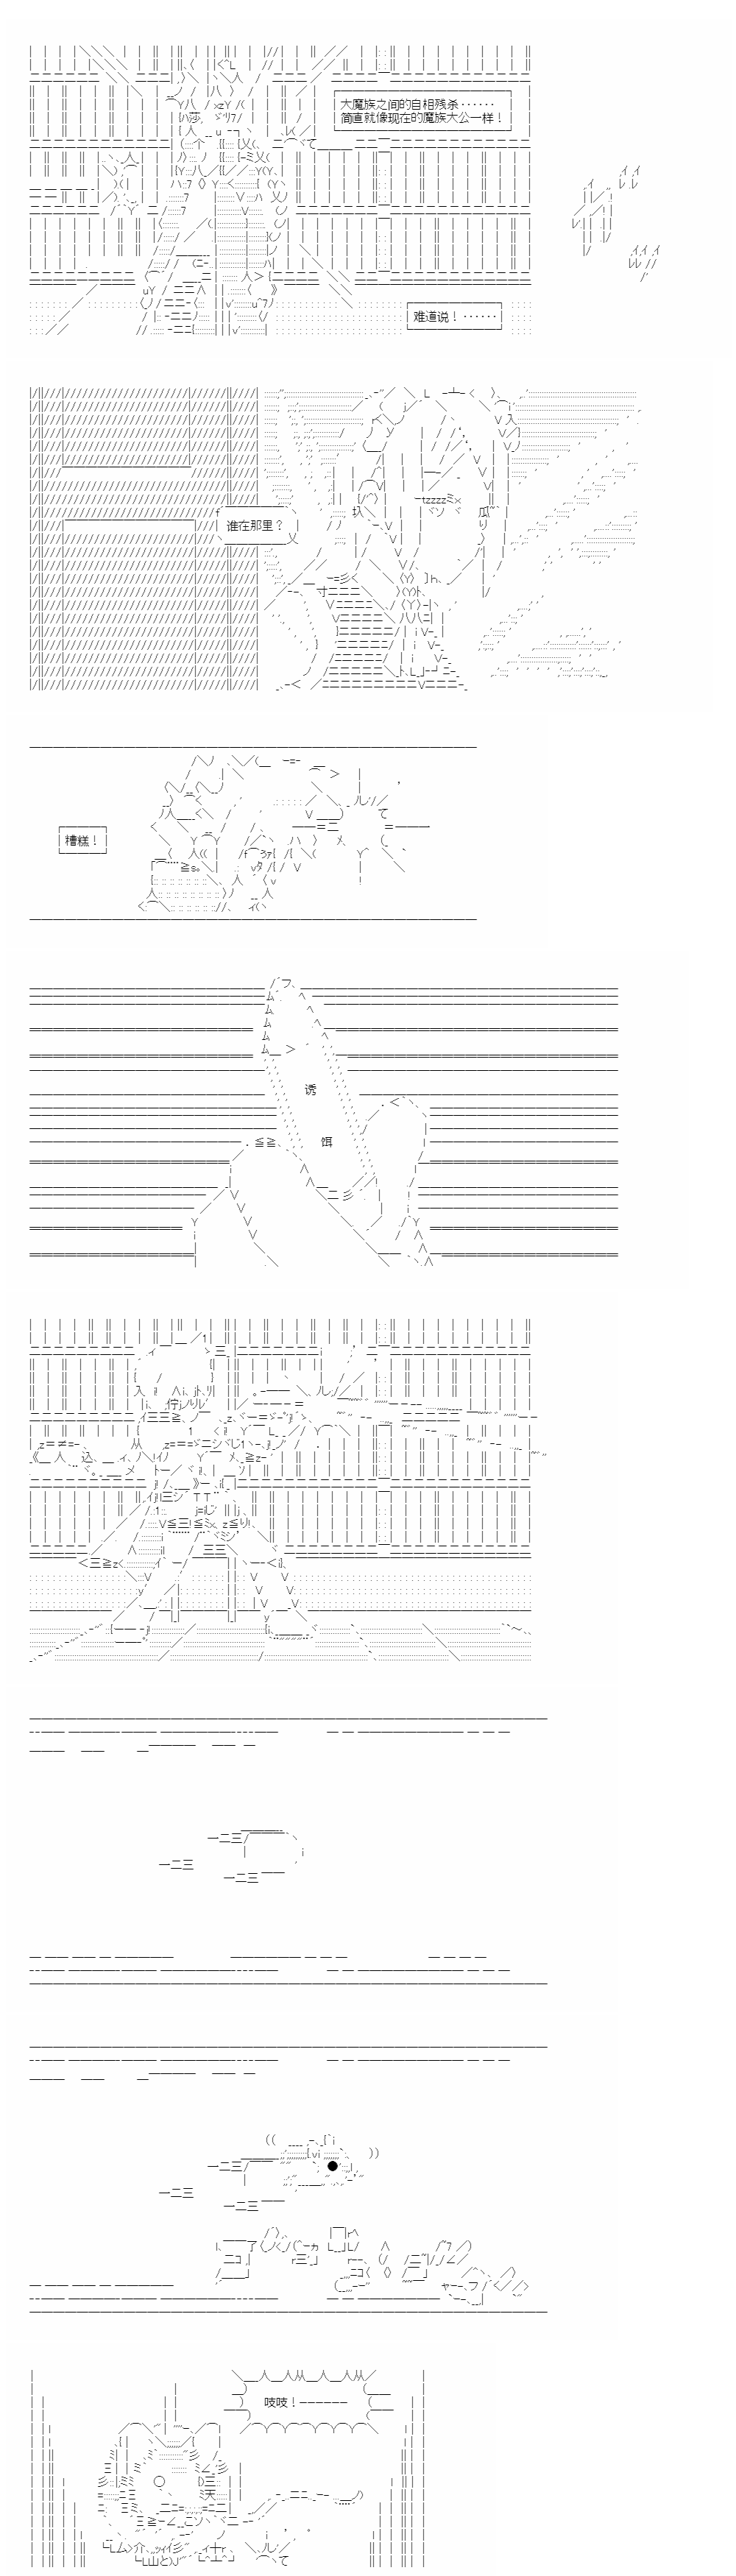 大魔族之间的自相残杀······
简直就像现在的魔族大公一样！
难道说！······
谁在那里？
糟糕！
诱
饵
吱吱！——————